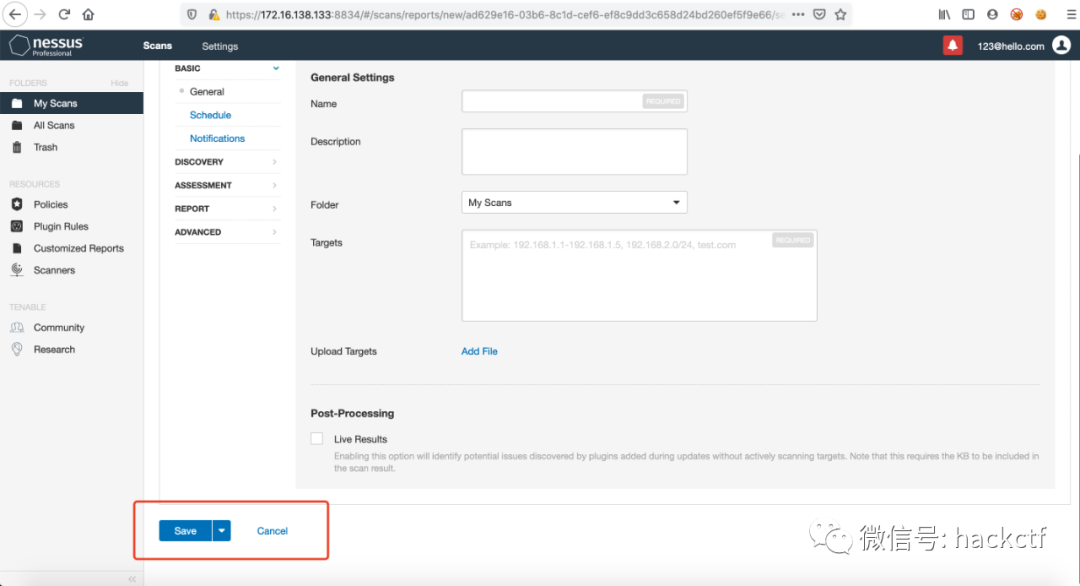 https://172.16.138.133:8834/#/scans/reports/new/ad629e16-03b6-8c1d-cef6-ef8c9dd3c658d24bd260ef5f9e66/s
nessus
Professional
Scans
Settings
123@hello.com
FOLDERS
Hide
My Scans
All Scans
Trash
RESOURCES
Policies
Plugin Rules
Customized Reports
Scanners
TENABLE
Community
Research
BASIC
General
Schedule
Notifications
DISCOVERY
ASSESSMENT
REPORT
ADVANCED
General Settings
Name
REQUIRED
Description
Folder
My Scans
Targets
Example: 192.168.1.1-192.168.1.5, 192.168.2.0/24, test.com
REQUIRED
Upload Targets
Add File
Post-Processing
Live Results
Enabling this option will identify potential issues discovered by plugins added during updates without actively scanning targets. Note that this requires the KB to be included in
the scan result.
Save
Cancel
微信号: hackctf